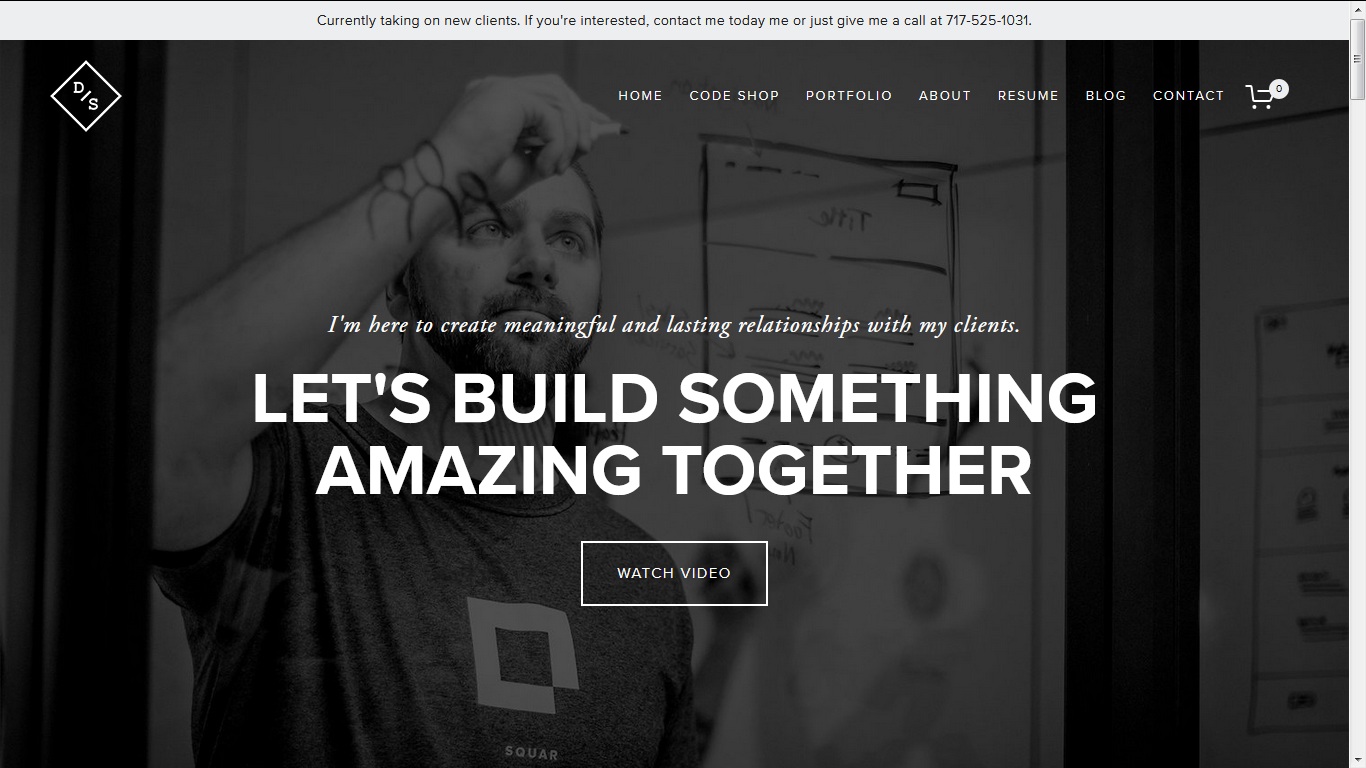 Currently taking on new clients. If you're interested, contact me today me or just give me a call at 717-525-1031.
D/S
HOME CODE SHOP PORTFOLIO ABOUT RESUME BLOG CONTACT 0
Title
I'm here to create meaningful and lasting relationships with my clients.
LET'S BUILD SOMETHING
AMAZING TOGETHER
Footer/
WATCH VIDEO
SQUAR